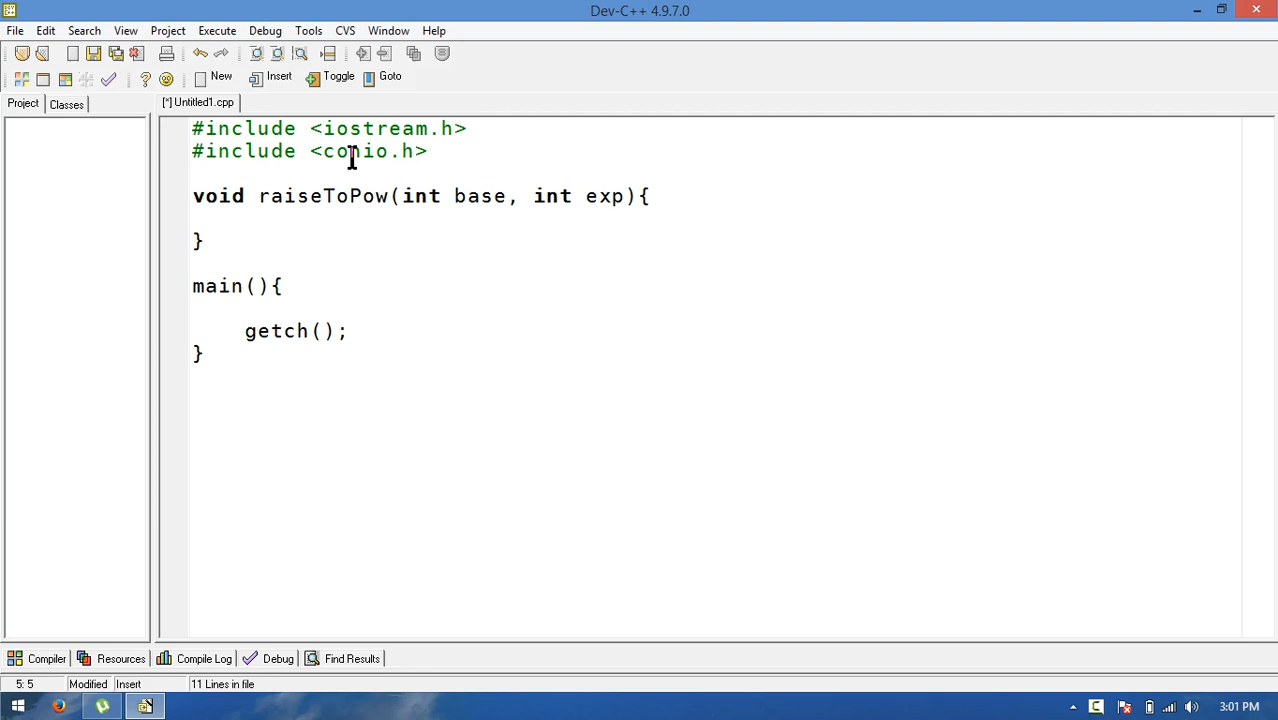 Dev-C++ 4.9.7.0
File Edit Search View Project Execute Debug Tools CVS Window Help
New Insert Toggle Goto
Project Classes [*] Untitled1.cpp
#include <iostream.h>
#include <conio.h>
void raiseToPow(int base, int exp){
}
main(){
getch();
}
Compiler Resources Compile Log Debug Find Results
5: 5 Modified Insert 11 Lines in file
3:01 PM